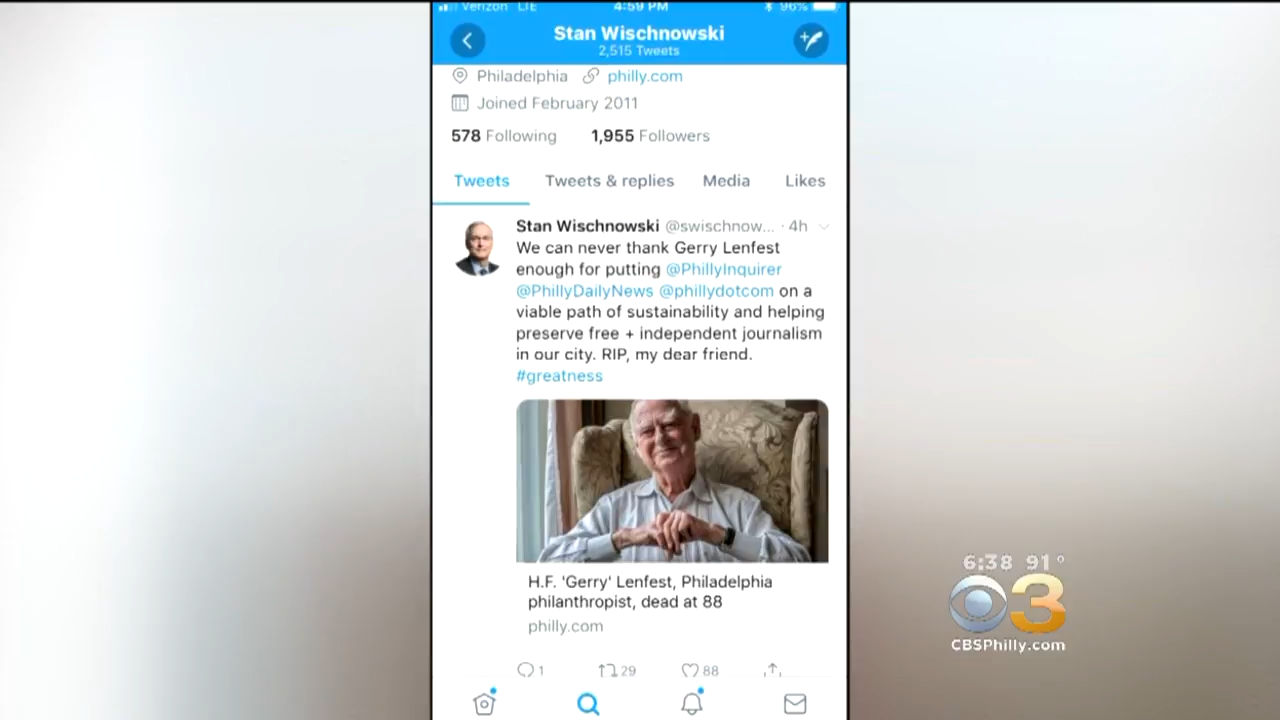 Verizon LTE 4:59 PM 96%
Stan Wischnowski
2,515 Tweets
Philadelphia philly.com
Joined February 2011
578 Following 1,955 Followers
Tweets Tweets & replies Media Likes
Stan Wischnowski @swischnow... · 4h
We can never thank Gerry Lenfest
enough for putting @PhillyInquirer
@PhillyDailyNews @phillydotcom on a
viable path of sustainability and helping
preserve free + independent journalism
in our city. RIP, my dear friend.
#greatness
H.F. 'Gerry' Lenfest, Philadelphia
philanthropist, dead at 88
philly.com
1 29 88
6:38 91°
3
CBSPhilly.com